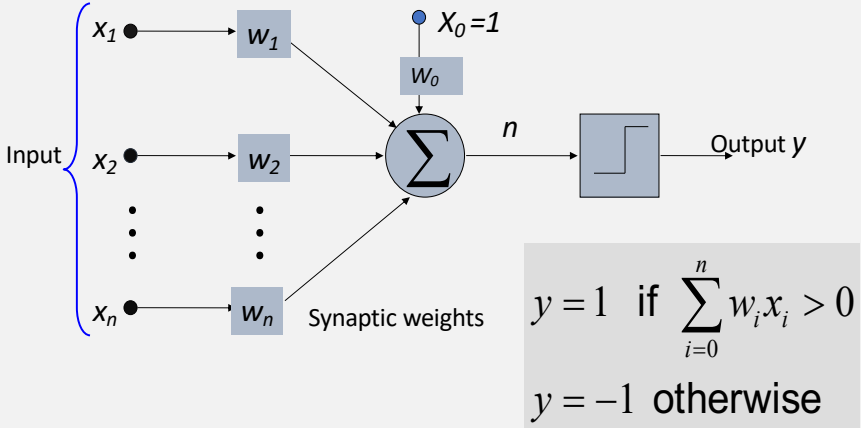 x₁ w₁ X₀ =1
w₀
Input x₂ w₂ ∑ n Output y
xₙ wₙ Synaptic weights
y = 1 if ∑ᵢ₌₀ⁿ wᵢxᵢ > 0
y = −1 otherwise